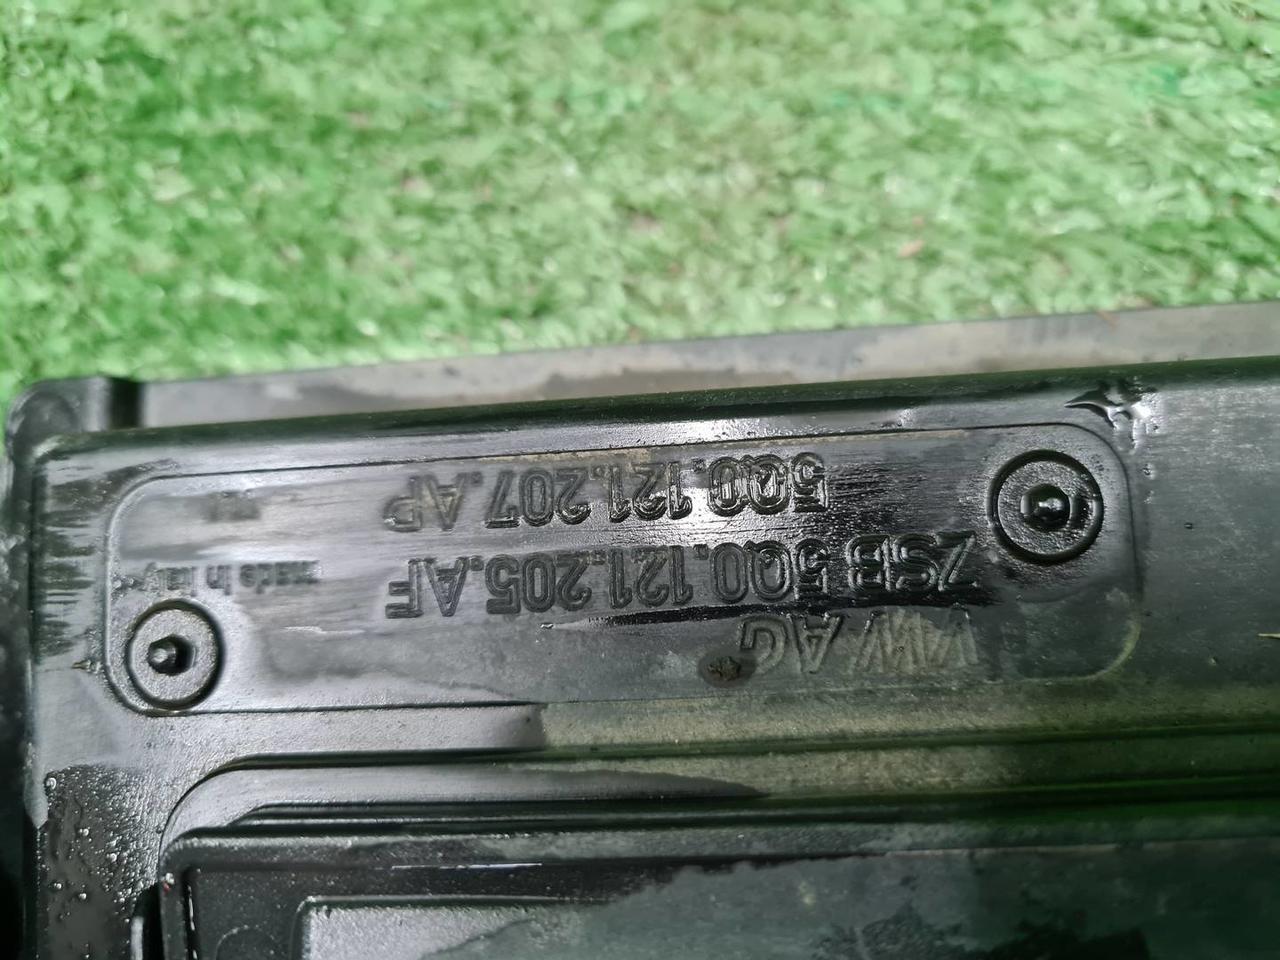 VW AG
ZSB 5Q0.121.205.AF
5Q0.121.207.AP
made in Italy